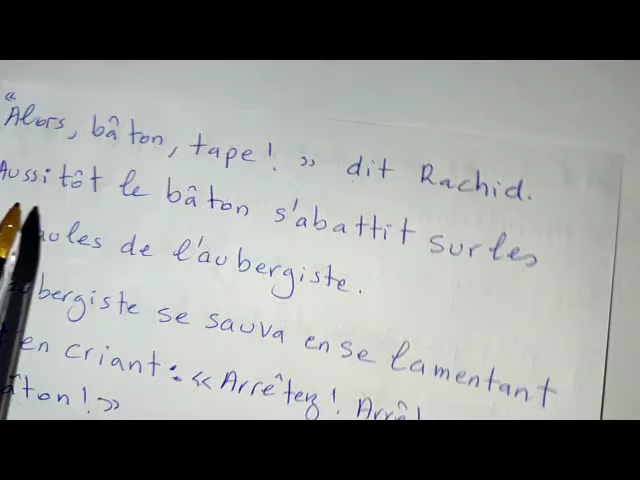 « Alors, bâton, tape ! » dit Rachid.
Aussitôt le bâton s'abattit sur les
de l'aubergiste.
se sauva en se lamentant
en criant : « Arrêtez !
! »